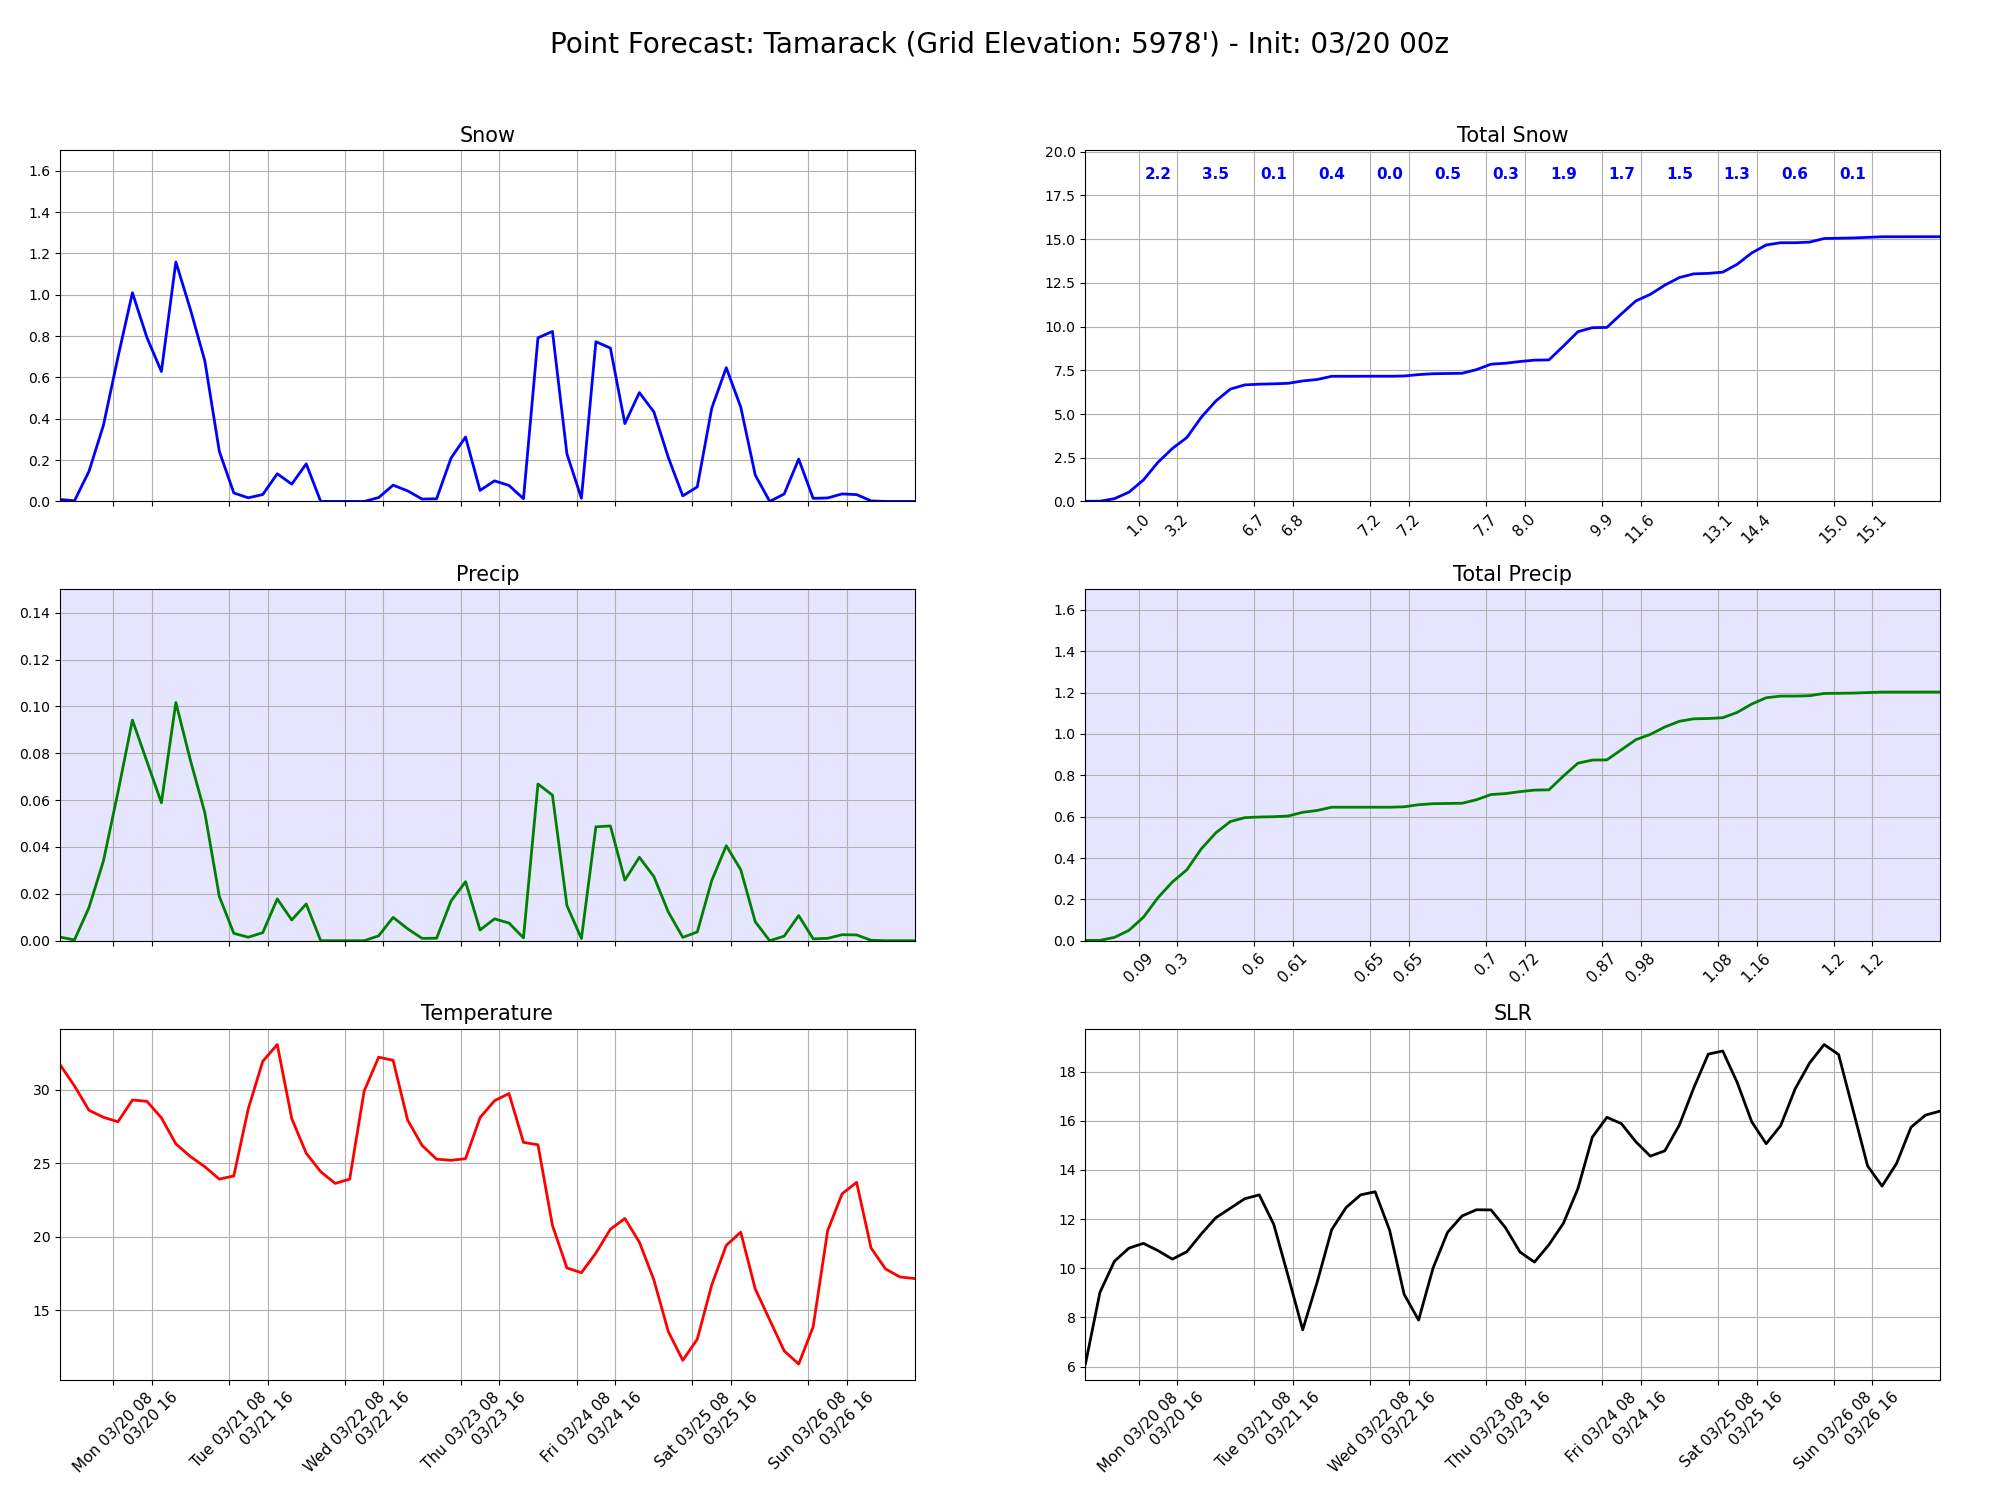 Point Forecast: Tamarack (Grid Elevation: 5978') - Init: 03/20 00z
Snow
1.6
1.4
1.2
1.0
0.8
0.6
0.4
0.2
0.0
Total Snow
20.0
17.5
15.0
12.5
10.0
7.5
5.0
2.5
0.0
2.2 3.5 0.1 0.4 0.0 0.5 0.3 1.9 1.7 1.5 1.3 0.6 0.1
1.0 3.2 6.7 6.8 7.2 7.2 7.7 8.0 9.9 11.6 13.1 14.4 15.0 15.1
Precip
0.14
0.12
0.10
0.08
0.06
0.04
0.02
0.00
Total Precip
1.6
1.4
1.2
1.0
0.8
0.6
0.4
0.2
0.0
0.09 0.3 0.6 0.61 0.65 0.65 0.7 0.72 0.87 0.98 1.08 1.16 1.2 1.2
Temperature
30
25
20
15
Mon 03/20 08
03/20 16
Tue 03/21 08
03/21 16
Wed 03/22 08
03/22 16
Thu 03/23 08
03/23 16
Fri 03/24 08
03/24 16
Sat 03/25 08
03/25 16
Sun 03/26 08
03/26 16
SLR
18
16
14
12
10
8
6
Mon 03/20 08
03/20 16
Tue 03/21 08
03/21 16
Wed 03/22 08
03/22 16
Thu 03/23 08
03/23 16
Fri 03/24 08
03/24 16
Sat 03/25 08
03/25 16
Sun 03/26 08
03/26 16